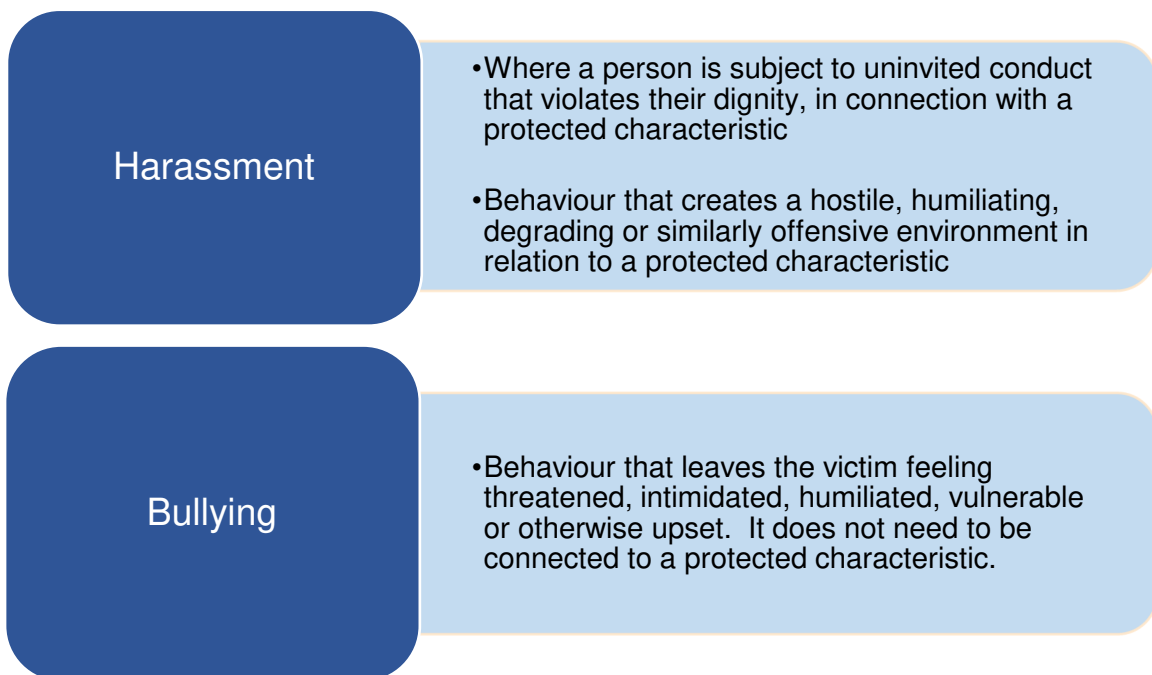 Harassment
•Where a person is subject to uninvited conduct
that violates their dignity, in connection with a
protected characteristic
•Behaviour that creates a hostile, humiliating,
degrading or similarly offensive environment in
relation to a protected characteristic
Bullying
•Behaviour that leaves the victim feeling
threatened, intimidated, humiliated, vulnerable
or otherwise upset.  It does not need to be
connected to a protected characteristic.